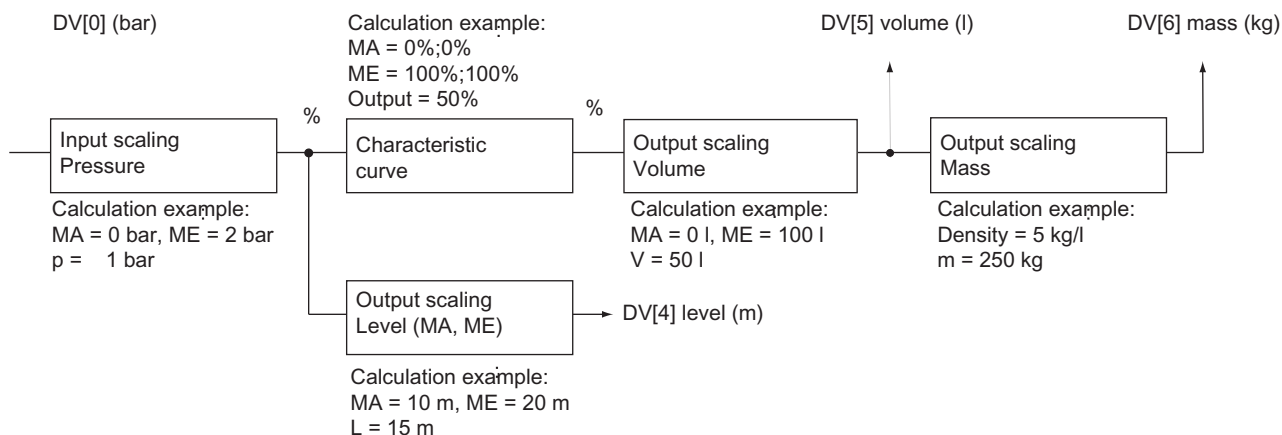 DV[0] (bar)
Calculation example:
MA = 0%;0%
ME = 100%;100%
Output = 50%
DV[5] volume (l)
DV[6] mass (kg)
%
%
Input scaling
Pressure
Characteristic
curve
Output scaling
Volume
Output scaling
Mass
Calculation example:
MA = 0 bar, ME = 2 bar
p = 1 bar
Calculation example:
MA = 0 l, ME = 100 l
V = 50 l
Calculation example:
Density = 5 kg/l
m = 250 kg
Output scaling
Level (MA, ME)
DV[4] level (m)
Calculation example:
MA = 10 m, ME = 20 m
L = 15 m